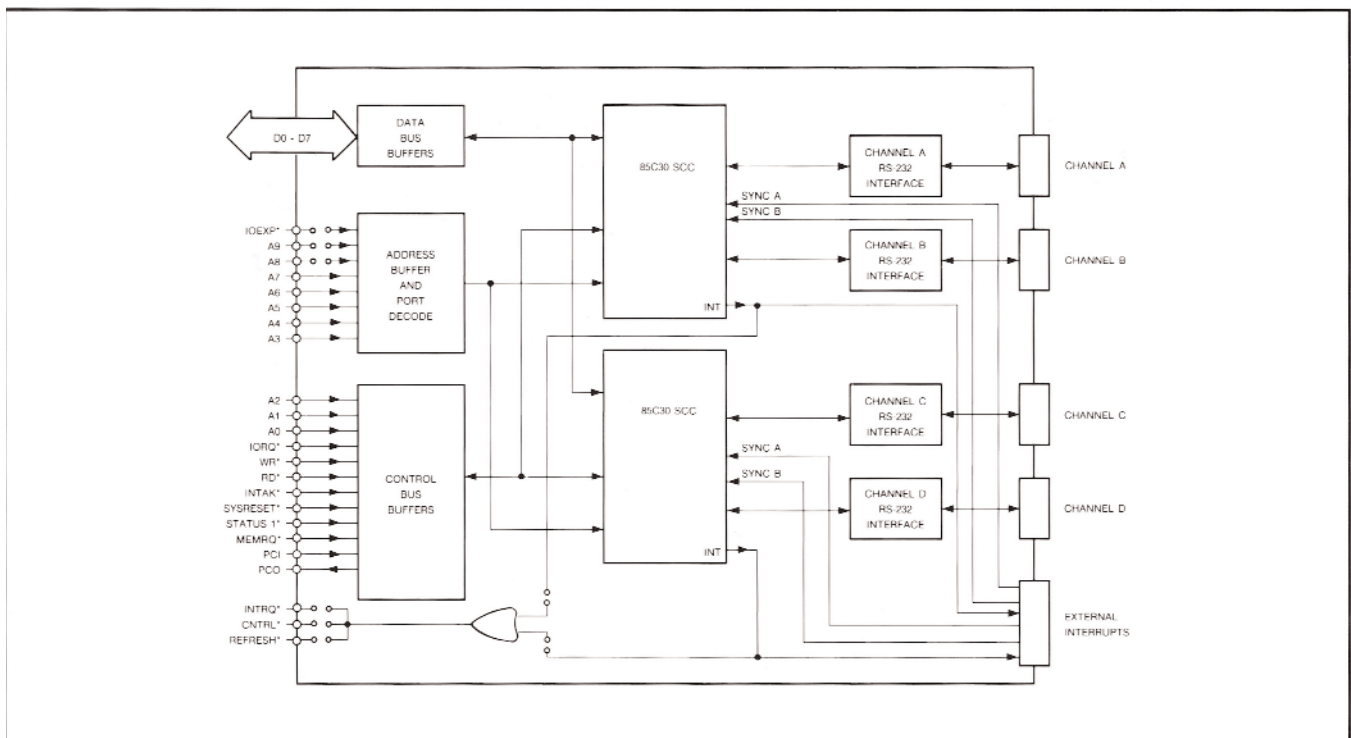 D0 - D7
DATA
BUS
BUFFERS
IOEXP*
A9
A8
A7
A6
A5
A4
A3
ADDRESS
BUFFER
AND
PORT
DECODE
A2
A1
A0
IORQ*
WR*
RD*
INTAK*
SYSRESET*
STATUS 1*
MEMRQ*
PCI
PCO
CONTROL
BUS
BUFFERS
INTRQ*
CNTRL*
REFRESH*
85C30 SCC
SYNC A
SYNC B
INT
85C30 SCC
SYNC A
SYNC B
INT
CHANNEL A
RS-232
INTERFACE
CHANNEL B
RS-232
INTERFACE
CHANNEL C
RS-232
INTERFACE
CHANNEL D
RS-232
INTERFACE
CHANNEL A
CHANNEL B
CHANNEL C
CHANNEL D
EXTERNAL
INTERRUPTS